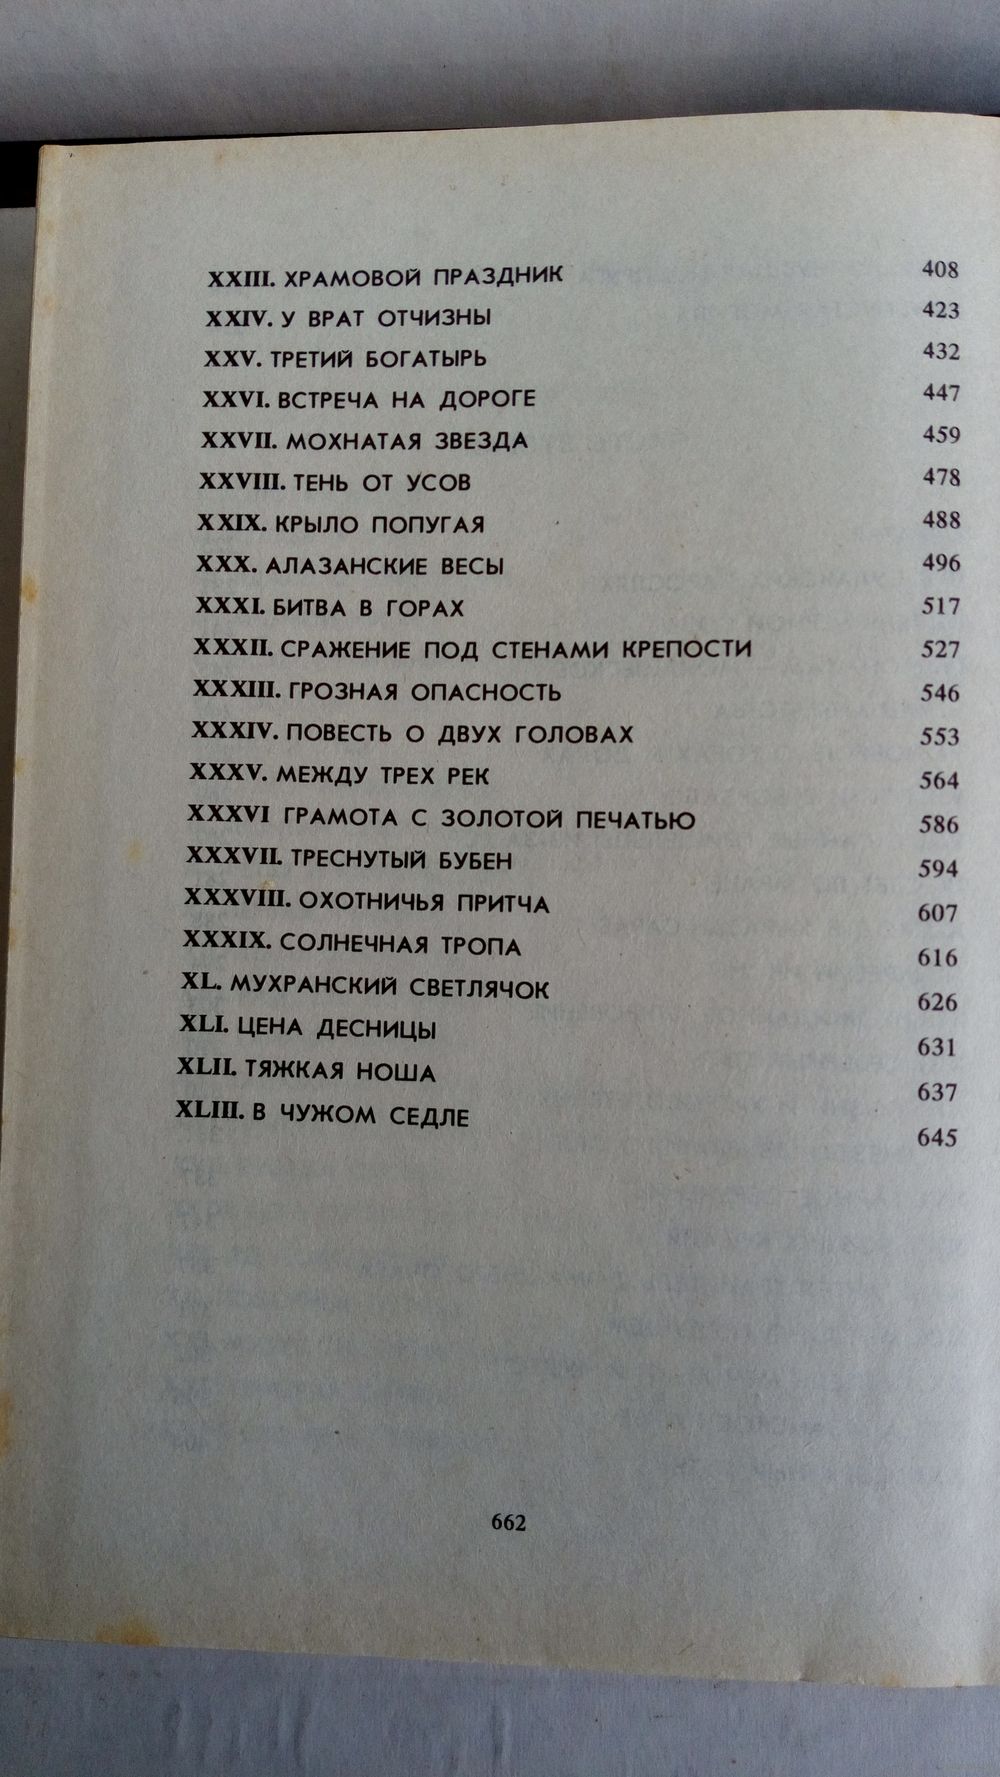 XXIII. ХРАМОВОЙ ПРАЗДНИК 408
XXIV. У ВРАТ ОТЧИЗНЫ 423
XXV. ТРЕТИЙ БОГАТЫРЬ 432
XXVI. ВСТРЕЧА НА ДОРОГЕ 447
XXVII. МОХНАТАЯ ЗВЕЗДА 459
XXVIII. ТЕНЬ ОТ УСОВ 478
XXIX. КРЫЛО ПОПУГАЯ 488
XXX. АЛАЗАНСКИЕ ВЕСЫ 496
XXXI. БИТВА В ГОРАХ 517
XXXII. СРАЖЕНИЕ ПОД СТЕНАМИ КРЕПОСТИ 527
XXXIII. ГРОЗНАЯ ОПАСНОСТЬ 546
XXXIV. ПОВЕСТЬ О ДВУХ ГОЛОВАХ 553
XXXV. МЕЖДУ ТРЕХ РЕК 564
XXXVI ГРАМОТА С ЗОЛОТОЙ ПЕЧАТЬЮ 586
XXXVII. ТРЕСНУТЫЙ БУБЕН 594
XXXVIII. ОХОТНИЧЬЯ ПРИТЧА 607
XXXIX. СОЛНЕЧНАЯ ТРОПА 616
XL. МУХРАНСКИЙ СВЕТЛЯЧОК 626
XLI. ЦЕНА ДЕСНИЦЫ 631
XLII. ТЯЖКАЯ НОША 637
XLIII. В ЧУЖОМ СЕДЛЕ 645
662